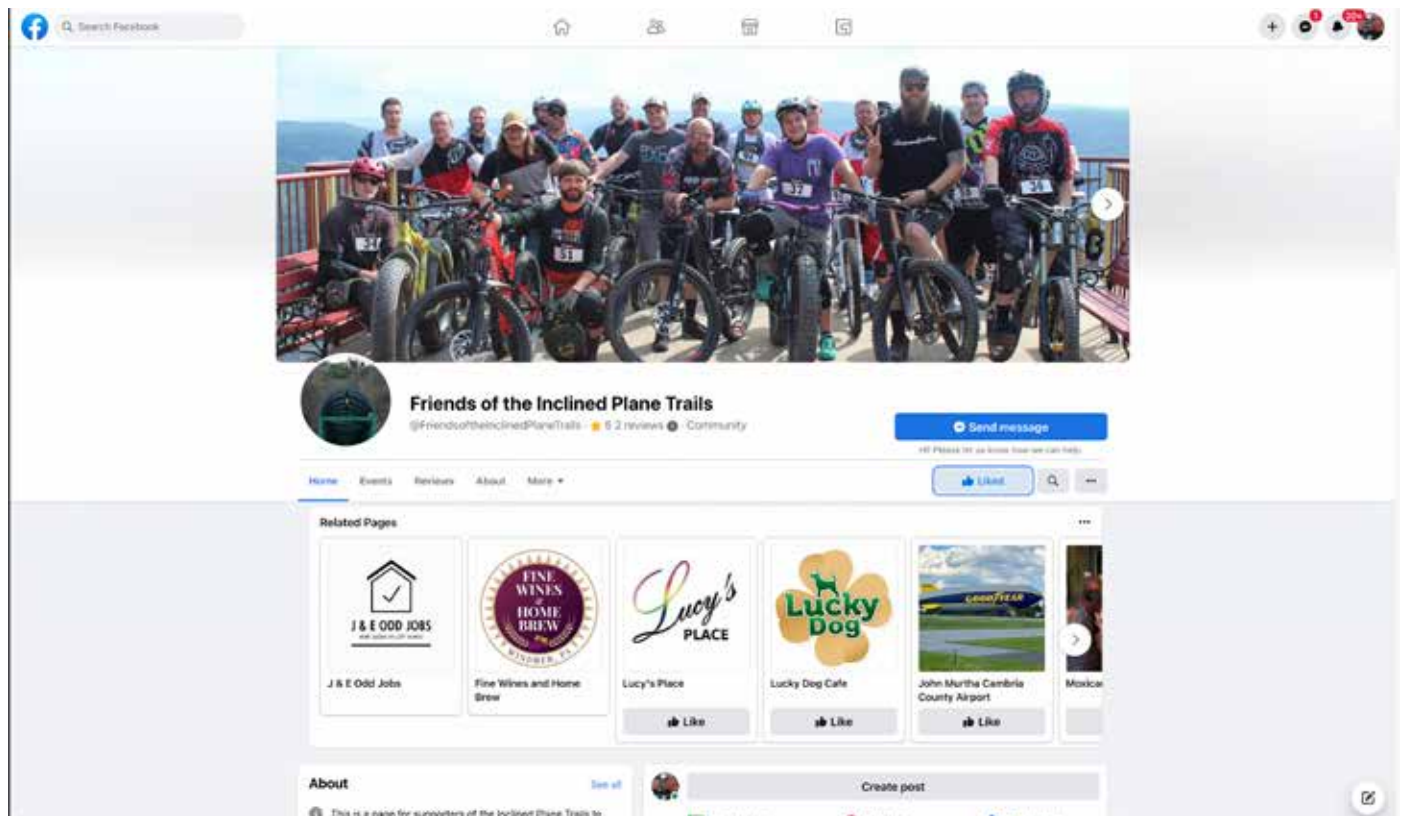 Search Facebook
1
20+
34
51
37
36
Friends of the Inclined Plane Trails
@FriendsoftheInclinedPlaneTrails · 5 2 reviews · Community
Send message
Hi! Please let us know how we can help.
Home Events Reviews About More
Liked
Related Pages
J & E ODD JOBS
FINE
WINES
&
HOME
BREW
WINDBER, PA
Lucy's
PLACE
Lucky
Dog
GOODYEAR
J & E Odd Jobs
Fine Wines and Home
Brew
Lucy's Place
Lucky Dog Cafe
John Murtha Cambria
County Airport
Like
Like
Like
About
See all
Create post
This is a page for supporters of the Inclined Plane Trails to